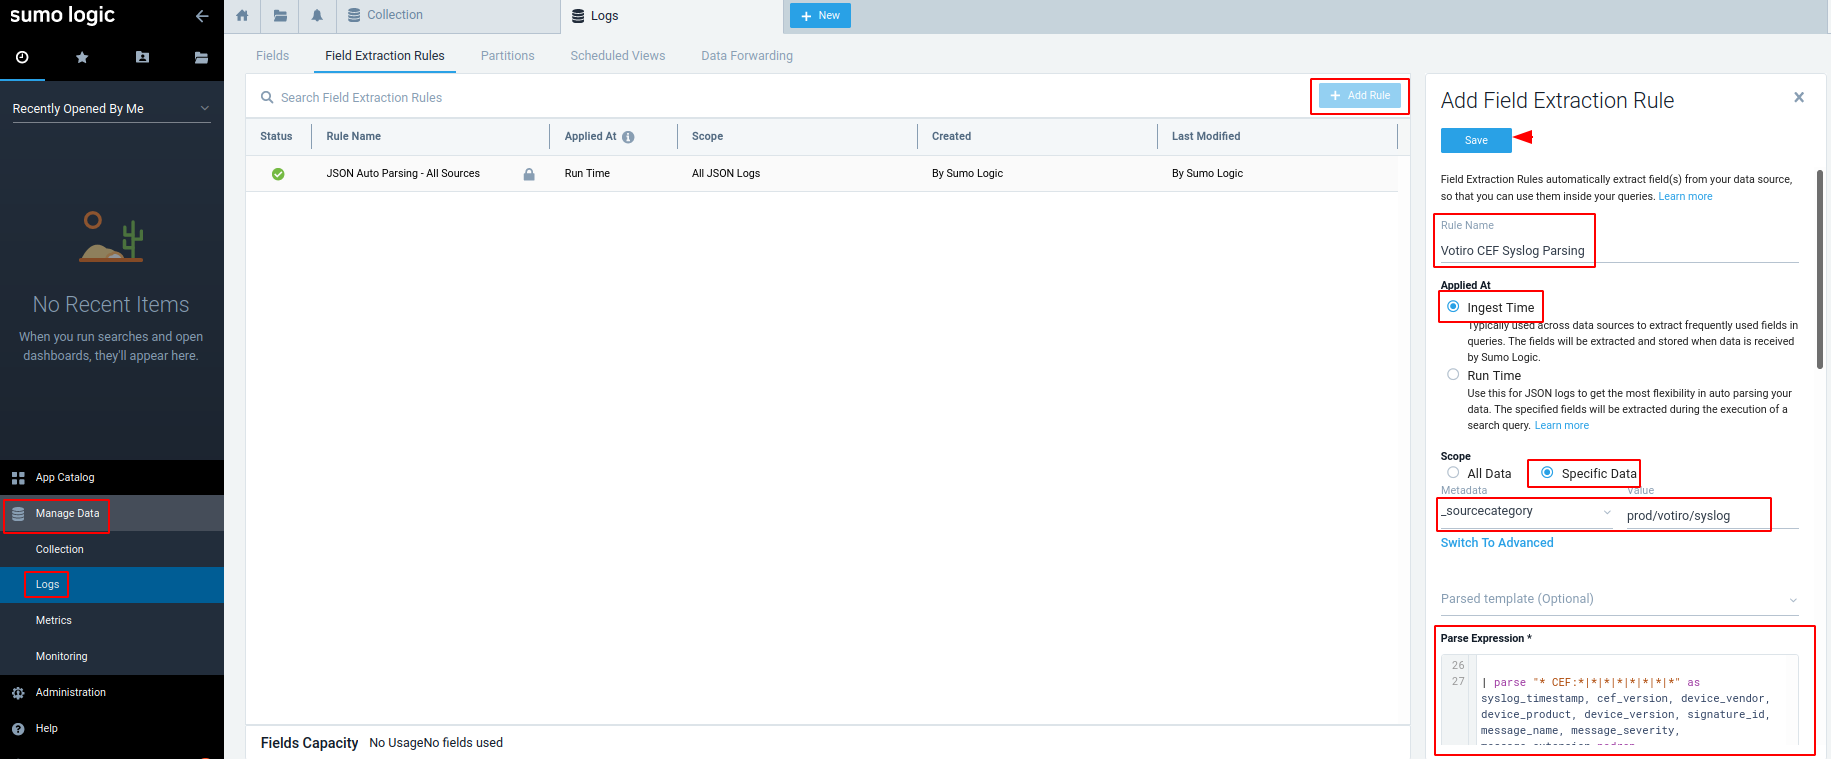 sumo logic
Recently Opened By Me
No Recent Items
When you run searches and open
dashboards, they'll appear here.
App Catalog
Manage Data
Collection
Logs
Metrics
Monitoring
Administration
Help
Collection
Logs
+ New
Fields
Field Extraction Rules
Partitions
Scheduled Views
Data Forwarding
Search Field Extraction Rules
+ Add Rule
Status
Rule Name
Applied At
Scope
Created
Last Modified
JSON Auto Parsing - All Sources
Run Time
All JSON Logs
By Sumo Logic
By Sumo Logic
Fields Capacity
No UsageNo fields used
Add Field Extraction Rule
Save
Field Extraction Rules automatically extract field(s) from your data source,
so that you can use them inside your queries. Learn more
Rule Name
Votiro CEF Syslog Parsing
Applied At
Ingest Time
Typically used across data sources to extract frequently used fields in
queries. The fields will be extracted and stored when data is received
by Sumo Logic.
Run Time
Use this for JSON logs to get the most flexibility in auto parsing your
data. The specified fields will be extracted during the execution of a
search query. Learn more
Scope
All Data
Specific Data
Metadata
Value
_sourcecategory
prod/votiro/syslog
Switch To Advanced
Parsed template (Optional)
Parse Expression *
26
27
| parse "* CEF:*|*|*|*|*|*|*|*" as
syslog_timestamp, cef_version, device_vendor,
device_product, device_version, signature_id,
message_name, message_severity,
message_extension nodrop